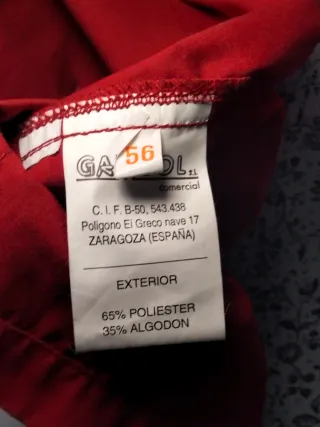 56
comercial
C. I. F. B-50, 543.438
Poligono El Greco nave 17
ZARAGOZA (ESPAÑA)
EXTERIOR
65% POLIESTER
35% ALGODON